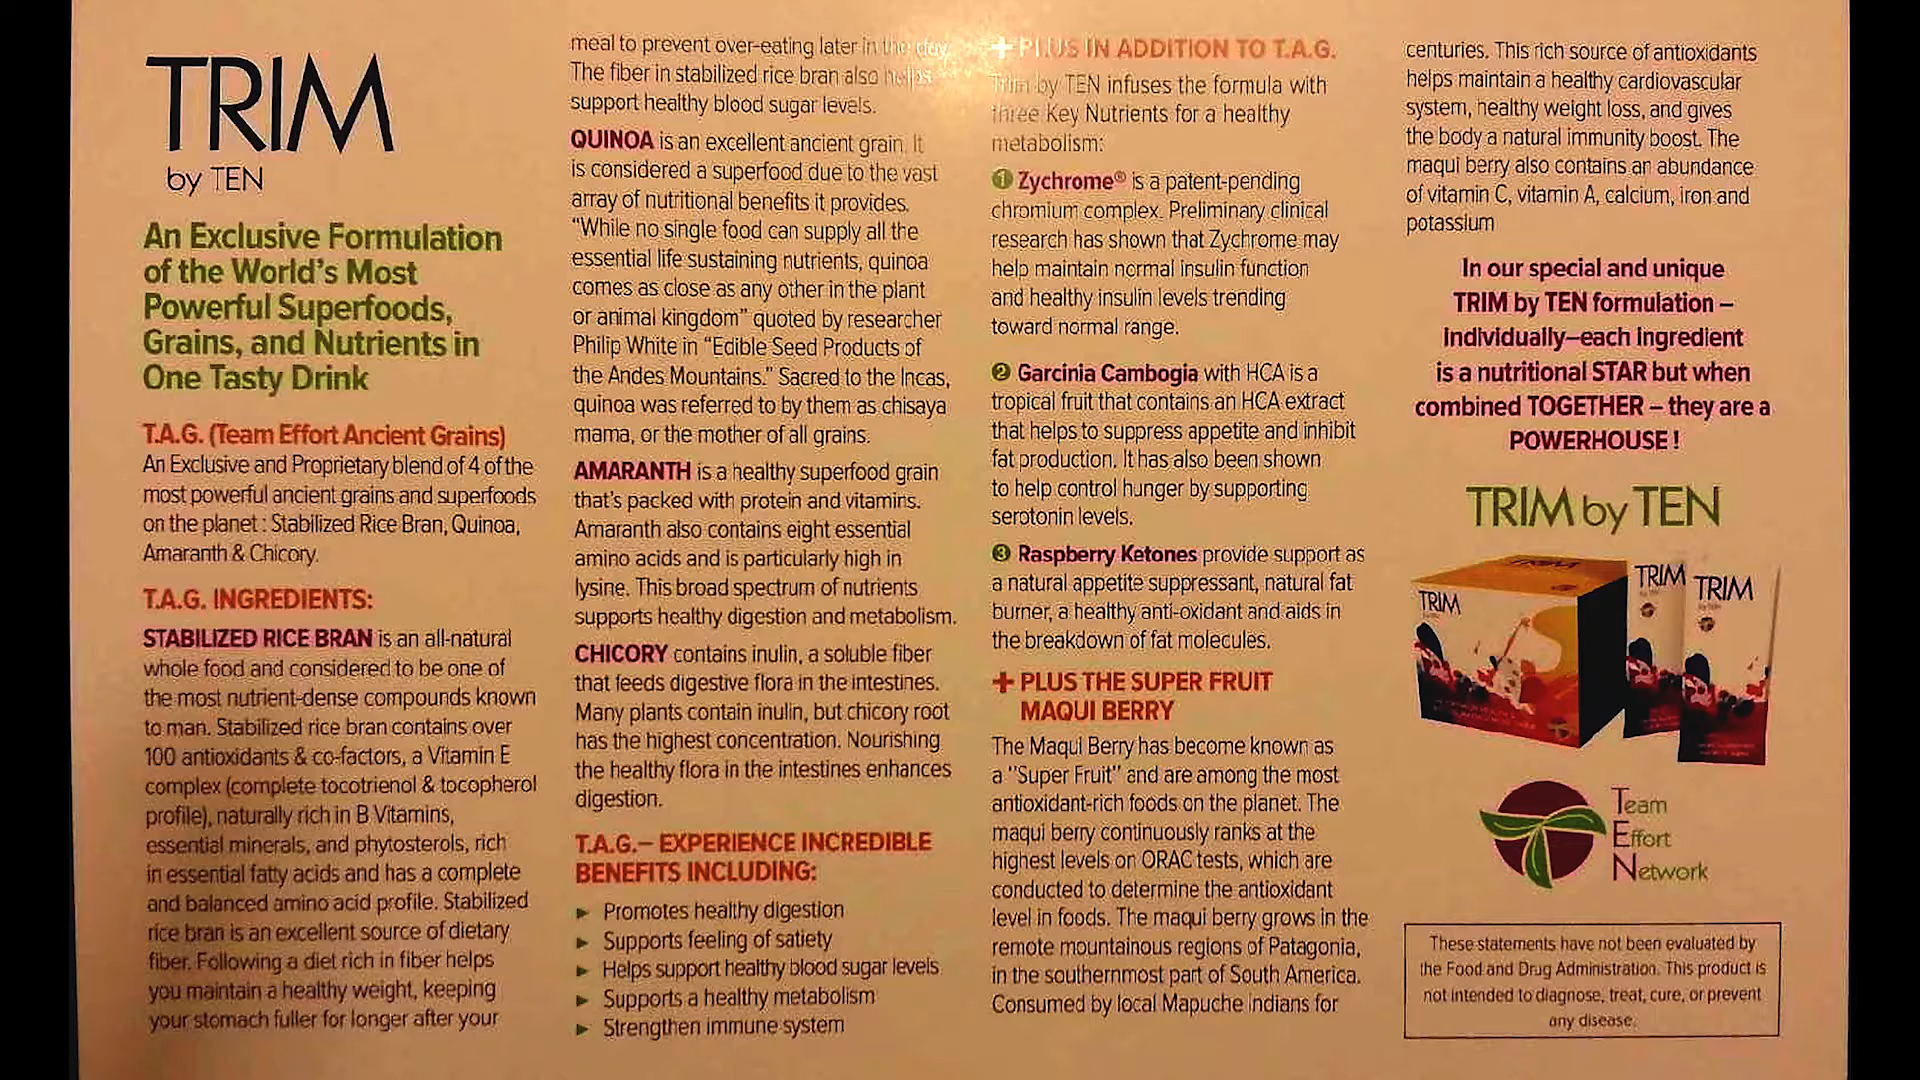 TRIM
by TEN
An Exclusive Formulation
of the World's Most
Powerful Superfoods,
Grains, and Nutrients in
One Tasty Drink
T.A.G. (Team Effort Ancient Grains)
An Exclusive and Proprietary blend of 4 of the
most powerful ancient grains and superfoods
on the planet : Stabilized Rice Bran, Quinoa,
Amaranth & Chicory.
T.A.G. INGREDIENTS:
STABILIZED RICE BRAN is an all-natural
whole food and considered to be one of
the most nutrient-dense compounds known
to man. Stabilized rice bran contains over
100 antioxidants & co-factors, a Vitamin E
complex (complete tocotrienol & tocopherol
profile), naturally rich in B Vitamins,
essential minerals, and phytosterols, rich
in essential fatty acids and has a complete
and balanced amino acid profile. Stabilized
rice bran is an excellent source of dietary
fiber. Following a diet rich in fiber helps
you maintain a healthy weight, keeping
your stomach fuller for longer after your
meal to prevent over-eating later in the day.
The fiber in stabilized rice bran also helps
support healthy blood sugar levels.
QUINOA is an excellent ancient grain. It
is considered a superfood due to the vast
array of nutritional benefits it provides.
"While no single food can supply all the
essential life sustaining nutrients, quinoa
comes as close as any other in the plant
or animal kingdom" quoted by researcher
Philip White in "Edible Seed Products of
the Andes Mountains." Sacred to the Incas,
quinoa was referred to by them as chisaya
mama, or the mother of all grains.
AMARANTH is a healthy superfood grain
that's packed with protein and vitamins.
Amaranth also contains eight essential
amino acids and is particularly high in
lysine. This broad spectrum of nutrients
supports healthy digestion and metabolism.
CHICORY contains inulin, a soluble fiber
that feeds digestive flora in the intestines.
Many plants contain inulin, but chicory root
has the highest concentration. Nourishing
the healthy flora in the intestines enhances
digestion.
T.A.G.– EXPERIENCE INCREDIBLE
BENEFITS INCLUDING:
► Promotes healthy digestion
► Supports feeling of satiety
► Helps support healthy blood sugar levels
► Supports a healthy metabolism
► Strengthen immune system
+ PLUS IN ADDITION TO T.A.G.
Trim by TEN infuses the formula with
three Key Nutrients for a healthy
metabolism:
❶ Zychrome® is a patent-pending
chromium complex. Preliminary clinical
research has shown that Zychrome may
help maintain normal insulin function
and healthy insulin levels trending
toward normal range.
❷ Garcinia Cambogia with HCA is a
tropical fruit that contains an HCA extract
that helps to suppress appetite and inhibit
fat production. It has also been shown
to help control hunger by supporting
serotonin levels.
❸ Raspberry Ketones provide support as
a natural appetite suppressant, natural fat
burner, a healthy anti-oxidant and aids in
the breakdown of fat molecules.
+ PLUS THE SUPER FRUIT
MAQUI BERRY
The Maqui Berry has become known as
a "Super Fruit" and are among the most
antioxidant-rich foods on the planet. The
maqui berry continuously ranks at the
highest levels on ORAC tests, which are
conducted to determine the antioxidant
level in foods. The maqui berry grows in the
remote mountainous regions of Patagonia,
in the southernmost part of South America.
Consumed by local Mapuche Indians for
centuries. This rich source of antioxidants
helps maintain a healthy cardiovascular
system, healthy weight loss, and gives
the body a natural immunity boost. The
maqui berry also contains an abundance
of vitamin C, vitamin A, calcium, iron and
potassium
In our special and unique
TRIM by TEN formulation –
individually–each ingredient
is a nutritional STAR but when
combined TOGETHER – they are a
POWERHOUSE !
TRIM by TEN
TRIM
TRIM
by TEN
TRIM
by TEN
TRIM
Team
Effort
Network
These statements have not been evaluated by
the Food and Drug Administration. This product is
not intended to diagnose, treat, cure, or prevent
any disease.